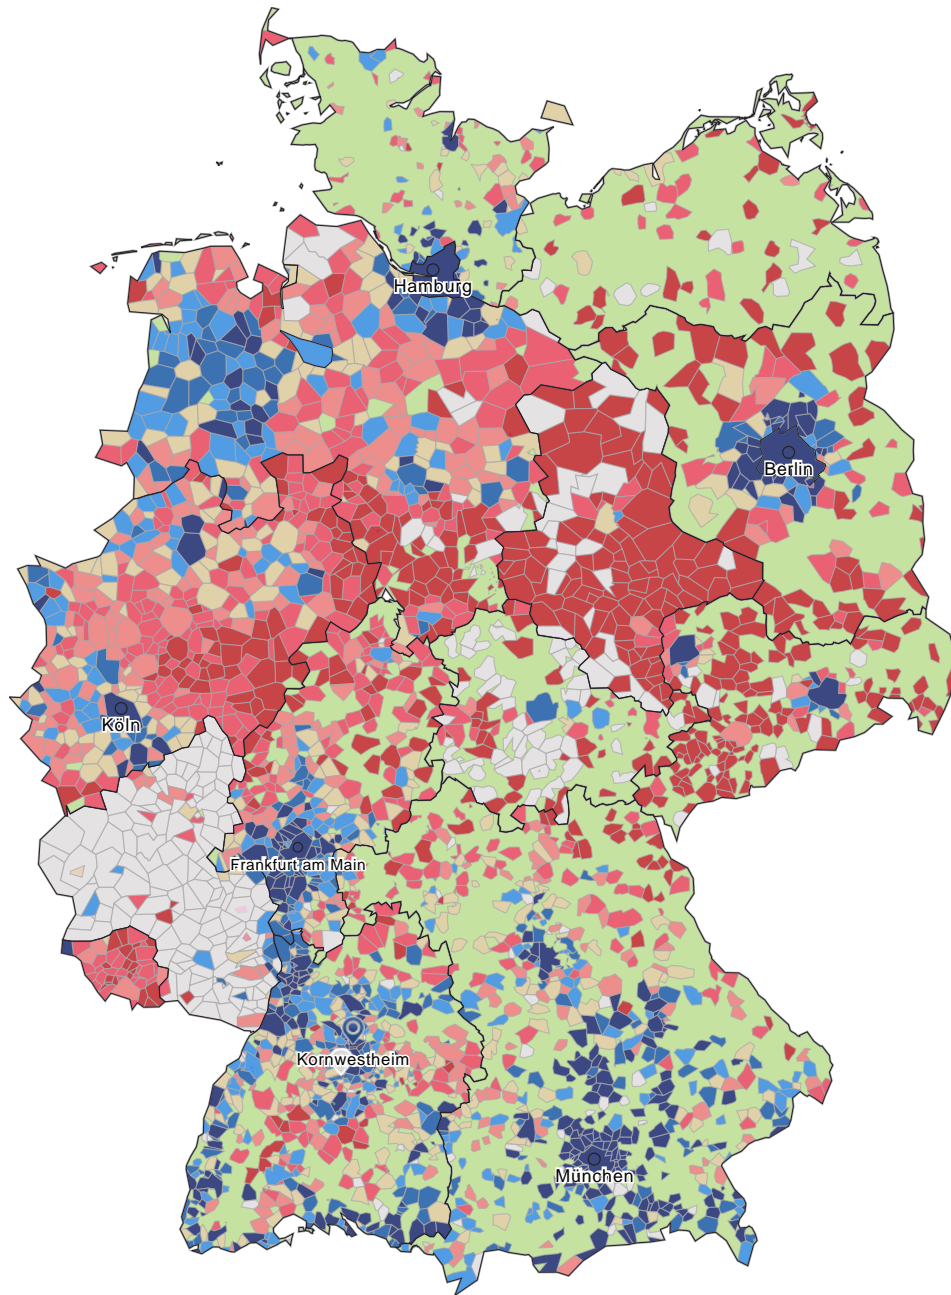 Hamburg
Berlin
Köln
Frankfurt am Main
Kornwestheim
München